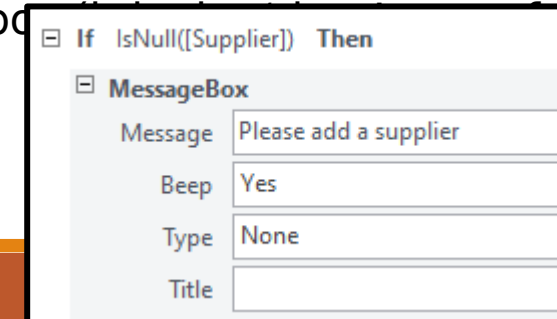 If IsNull([Supplier]) Then
MessageBox
Message Please add a supplier
Beep Yes
Type None
Title